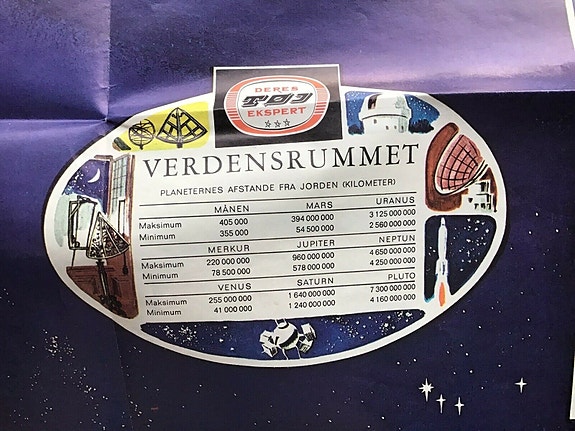 DERES
TØJ
EKSPERT
VERDENSRUMMET
PLANETERNES AFSTANDE FRA JORDEN (KILOMETER)
MÅNEN MARS URANUS
Maksimum 405 000 394 000 000 3 125 000 000
Minimum 355 000 54 500 000 2 560 000 000
MERKUR JUPITER NEPTUN
Maksimum 220 000 000 960 000 000 4 650 000 000
Minimum 78 500 000 578 000 000 4 250 000 000
VENUS SATURN PLUTO
Maksimum 255 000 000 1 640 000 000 7 300 000 000
Minimum 41 000 000 1 240 000 000 4 160 000 000